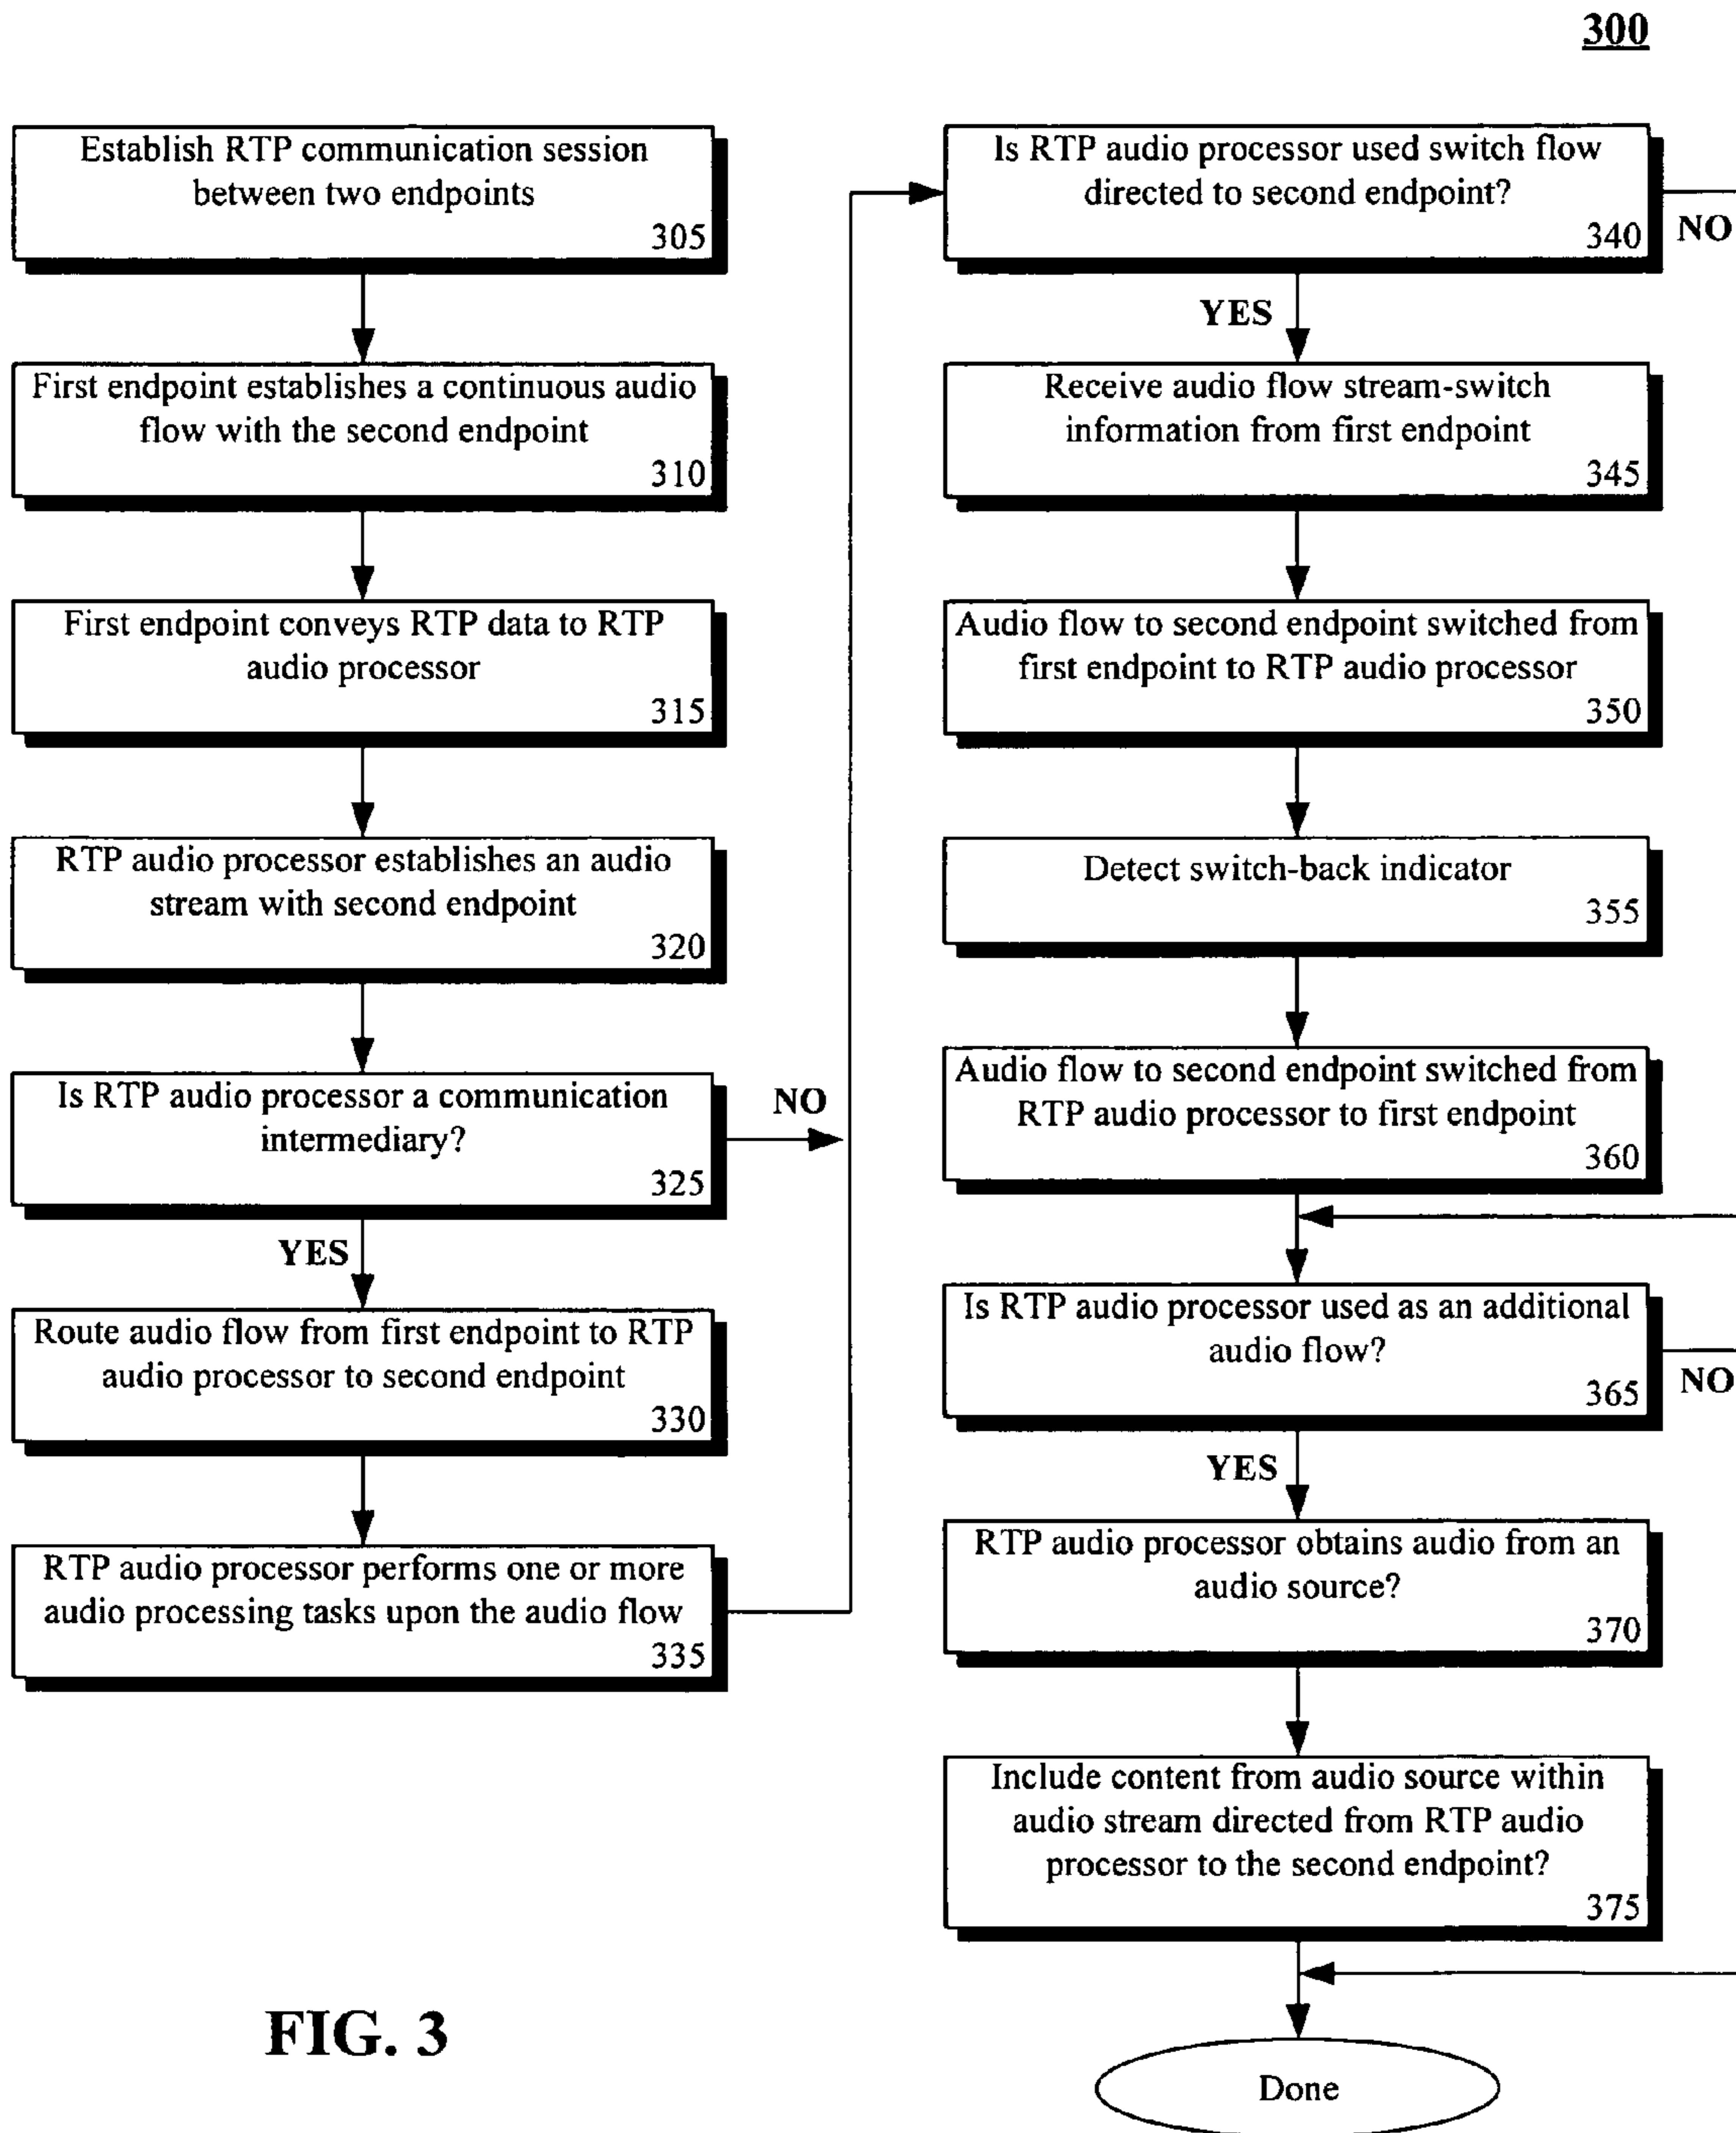 300
Establish RTP communication session
between two endpoints
305
First endpoint establishes a continuous audio
flow with the second endpoint
310
First endpoint conveys RTP data to RTP
audio processor
315
RTP audio processor establishes an audio
stream with second endpoint
320
Is RTP audio processor a communication
intermediary?
325
NO
YES
Route audio flow from first endpoint to RTP
audio processor to second endpoint
330
RTP audio processor performs one or more
audio processing tasks upon the audio flow
335
Is RTP audio processor used switch flow
directed to second endpoint?
340
NO
YES
Receive audio flow stream-switch
information from first endpoint
345
Audio flow to second endpoint switched from
first endpoint to RTP audio processor
350
Detect switch-back indicator
355
Audio flow to second endpoint switched from
RTP audio processor to first endpoint
360
Is RTP audio processor used as an additional
audio flow?
365
NO
YES
RTP audio processor obtains audio from an
audio source?
370
Include content from audio source within
audio stream directed from RTP audio
processor to the second endpoint?
375
Done
FIG. 3